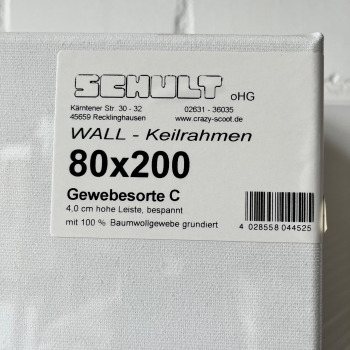 SCHULT oHG
Kärntener Str. 30 - 32 02631 - 36035
45659 Recklinghausen www.crazy-scoot.de
WALL - Keilrahmen
80x200
Gewebesorte C
4,0 cm hohe Leiste, bespannt
mit 100 % Baumwollgewebe grundiert
4 028558 044525